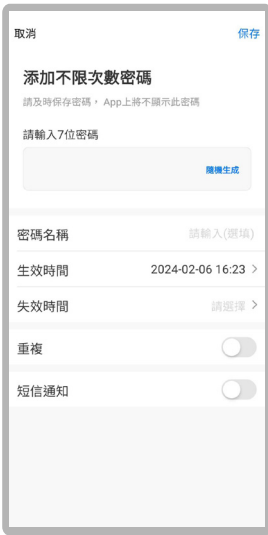 取消
保存
添加不限次數密碼
請及時保存密碼， App上將不顯示此密碼
請輸入7位密碼
隨機生成
密碼名稱
請輸入(選填)
生效時間
2024-02-06 16:23 >
失效時間
請選擇 >
重複
短信通知